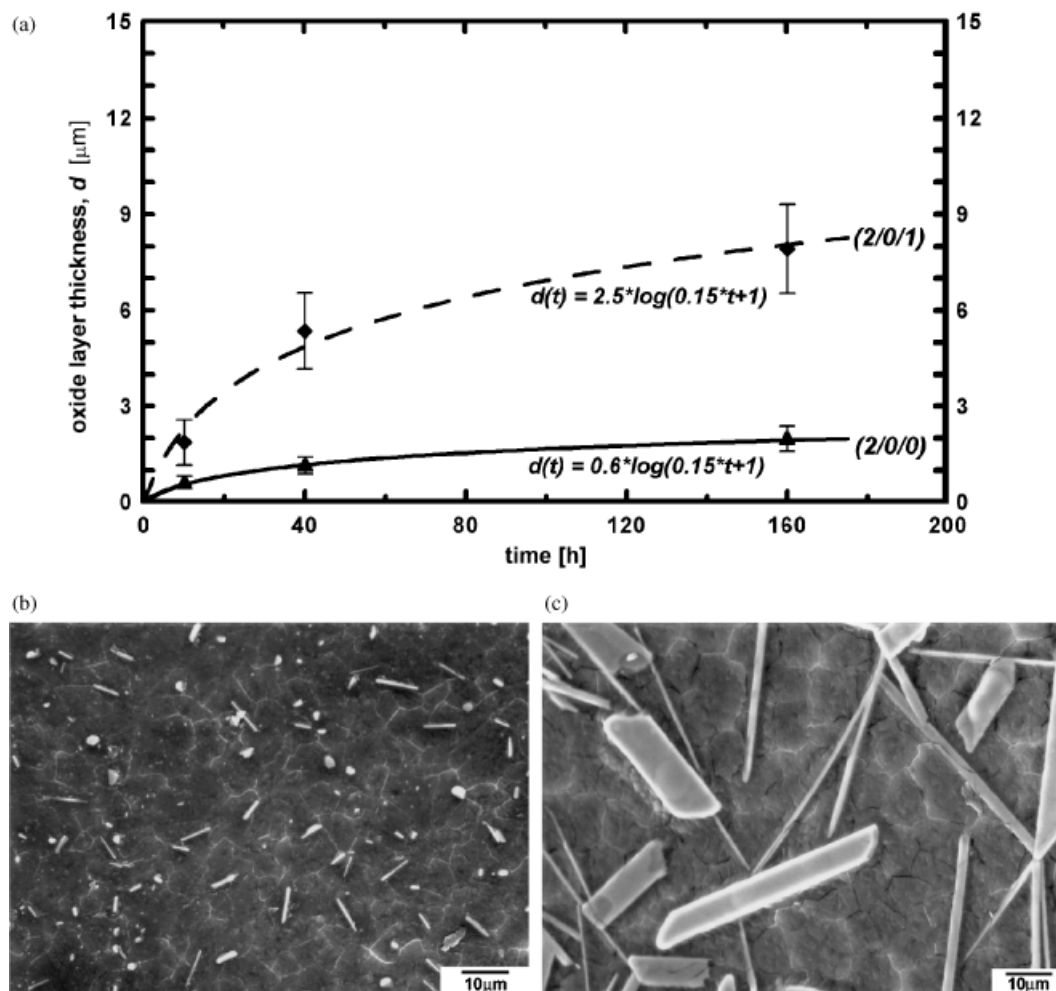 (a)
15
12
9
6
3
0
oxide layer thickness, d [μm]
15
12
9
6
3
0
(2/0/1)
d(t) = 2.5*log(0.15*t+1)
(2/0/0)
d(t) = 0.6*log(0.15*t+1)
0 40 80 120 160 200
time [h]
(b) (c)
10μm
10μm